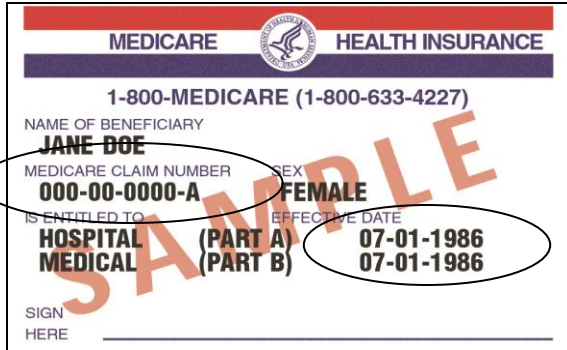 MEDICARE HEALTH INSURANCE
1-800-MEDICARE (1-800-633-4227)
NAME OF BENEFICIARY
JANE DOE
MEDICARE CLAIM NUMBER SEX
000-00-0000-A FEMALE
IS ENTITLED TO EFFECTIVE DATE
HOSPITAL (PART A) 07-01-1986
MEDICAL (PART B) 07-01-1986
SAMPLE
SIGN
HERE